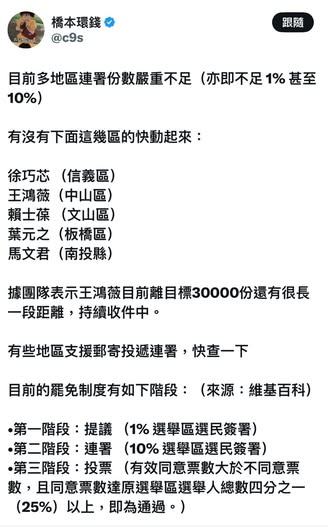 橋本環錢
@c9s
跟隨
目前多地區連署份數嚴重不足（亦即不足 1% 甚至
10%）
有沒有下面這幾區的快動起來：
徐巧芯 （信義區）
王鴻薇（中山區）
賴士葆 （文山區）
葉元之（板橋區）
馬文君（南投縣）
據團隊表示王鴻薇目前離目標30000份還有很長
一段距離，持續收件中。
有些地區支援郵寄投遞連署，快查一下
目前的罷免制度有如下階段：（來源：維基百科）
•第一階段：提議 （1% 選舉區選民簽署）
•第二階段：連署 （10% 選舉區選民簽署）
•第三階段：投票 （有效同意票數大於不同意票
數，且同意票數達原選舉區選舉人總數四分之一
（25%）以上，即為通過。）